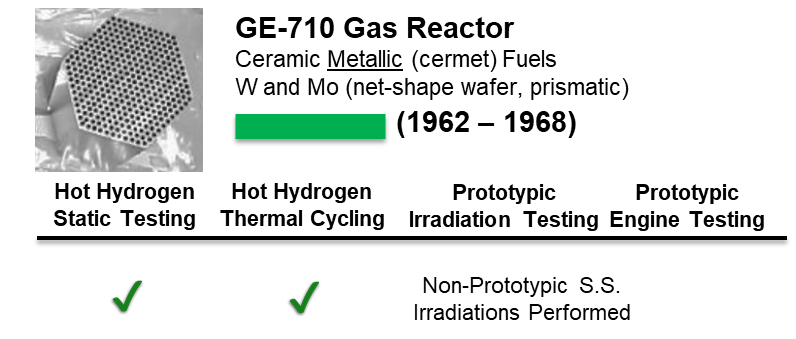 GE-710 Gas Reactor
Ceramic Metallic (cermet) Fuels
W and Mo (net-shape wafer, prismatic)
(1962 – 1968)
Hot Hydrogen
Static Testing
Hot Hydrogen
Thermal Cycling
Prototypic
Irradiation Testing
Prototypic
Engine Testing
✓
✓
Non-Prototypic S.S.
Irradiations Performed